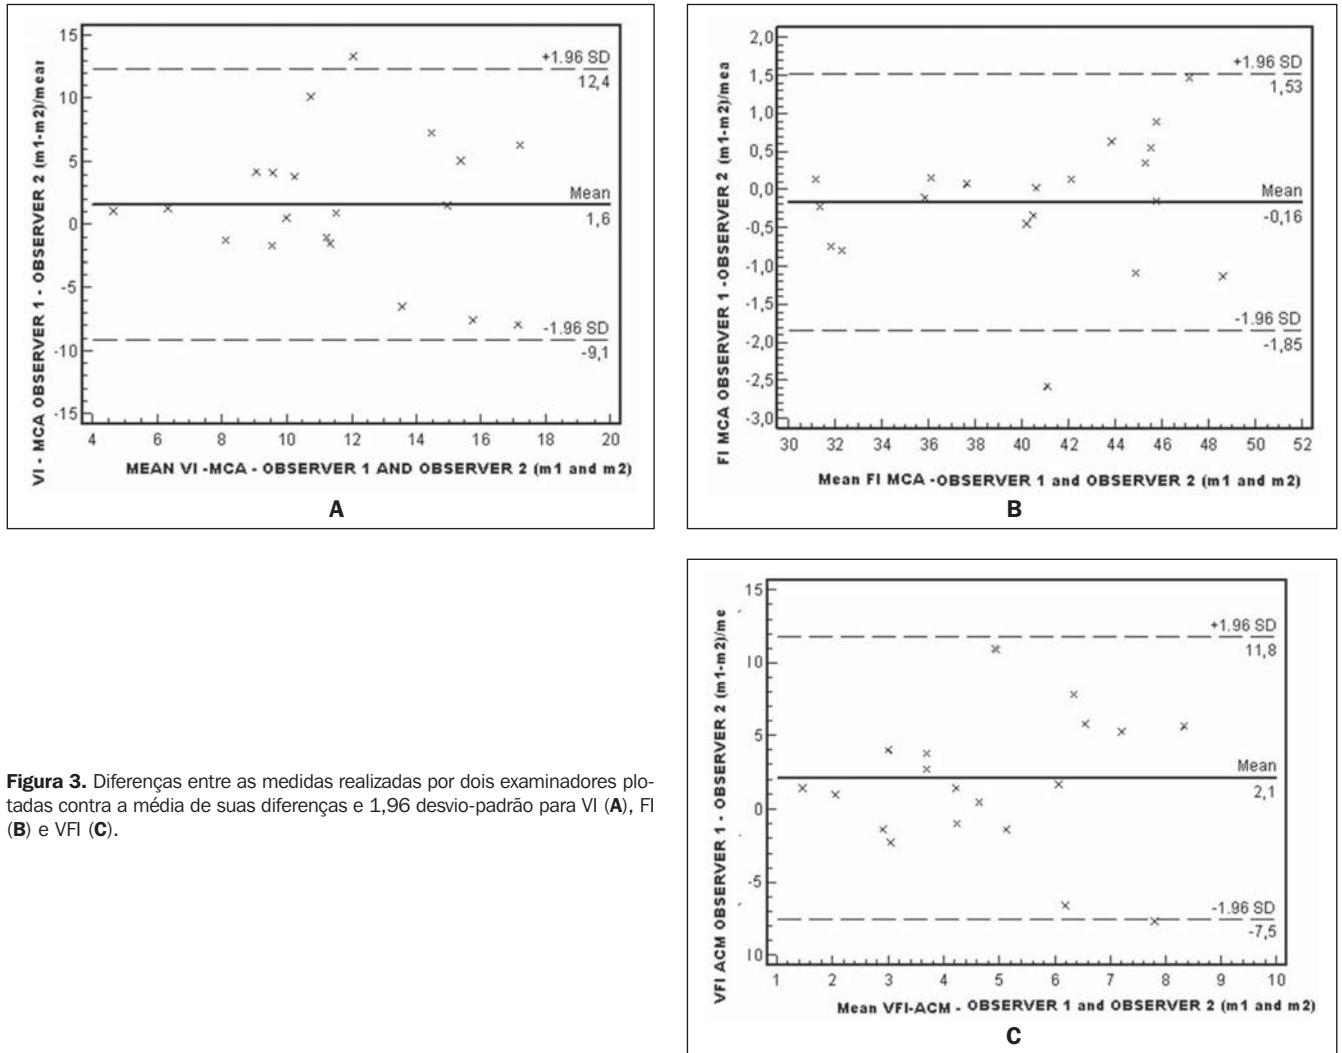 VI - MCA OBSERVER 1 - OBSERVER 2 (m1-m2)/mear
15
10
5
0
-5
-10
-15
+1.96 SD
12,4
Mean
1,6
-1.96 SD
-9,1
4 6 8 10 12 14 16 18 20
MEAN VI -MCA - OBSERVER 1 AND OBSERVER 2 (m1 and m2)
A
FI MCA OBSERVER 1 -OBSERVER 2 (m1-m2)/mea
2,0
1,5
1,0
0,5
0,0
-0,5
-1,0
-1,5
-2,0
-2,5
-3,0
+1.96 SD
1,53
Mean
-0,16
-1.96 SD
-1,85
30 32 34 36 38 40 42 44 46 48 50 52
Mean FI MCA -OBSERVER 1 and OBSERVER 2 (m1 and m2)
B
VFI ACM OBSERVER 1 - OBSERVER 2 (m1-m2)/me
15
10
5
0
-5
10
+1.96 SD
11,8
Mean
2,1
-1.96 SD
-7,5
1 2 3 4 5 6 7 8 9 10
Mean VFI-ACM - OBSERVER 1 and OBSERVER 2 (m1 and m2)
C
Figura 3. Diferenças entre as medidas realizadas por dois examinadores plo-
tadas contra a média de suas diferenças e 1,96 desvio-padrão para VI (A), FI
(B) e VFI (C).